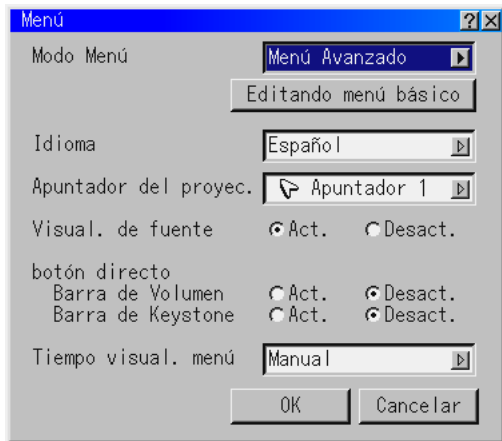 Menú
Modo Menú Menú Avanzado
Editando menú básico
Idioma Español
Apuntador del proyec. Apuntador 1
Visual. de fuente Act. Desact.
botón directo
Barra de Volumen Act. Desact.
Barra de Keystone Act. Desact.
Tiempo visual. menú Manual
OK Cancelar